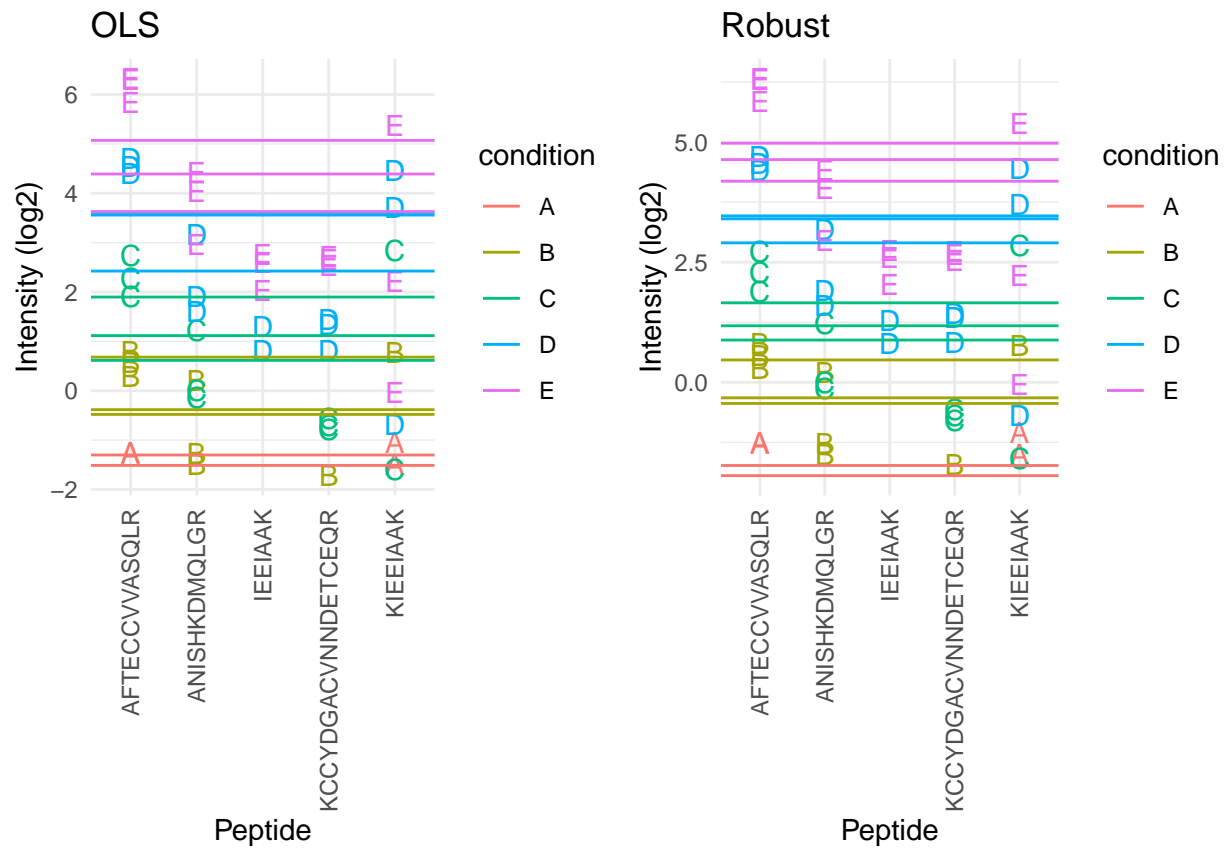 OLS
Intensity (log2)
6
4
2
0
−2
E
E
E
D
D
D
C
C
C
B
B
B
A
E
E
D
E
D
D
C
B
C
C
B
B
E
E
E
D
D
E
E
E
D
D
D
C
C
C
B
E
D
D
C
E
B
E
D
A
A
C
AFTECCVVASQLR
ANISHKDMQLGR
IEEIAAK
KCCYDGACVNNDETCEQR
KIEEIAAK
Peptide
condition
A
B
C
D
E
Robust
Intensity (log2)
5.0
2.5
0.0
E
E
E
D
D
D
C
C
C
B
B
B
A
E
E
D
E
D
D
C
B
C
C
B
B
E
E
E
D
D
E
E
E
D
D
D
C
C
C
B
E
D
D
C
E
B
E
D
A
A
C
AFTECCVVASQLR
ANISHKDMQLGR
IEEIAAK
KCCYDGACVNNDETCEQR
KIEEIAAK
Peptide
condition
A
B
C
D
E